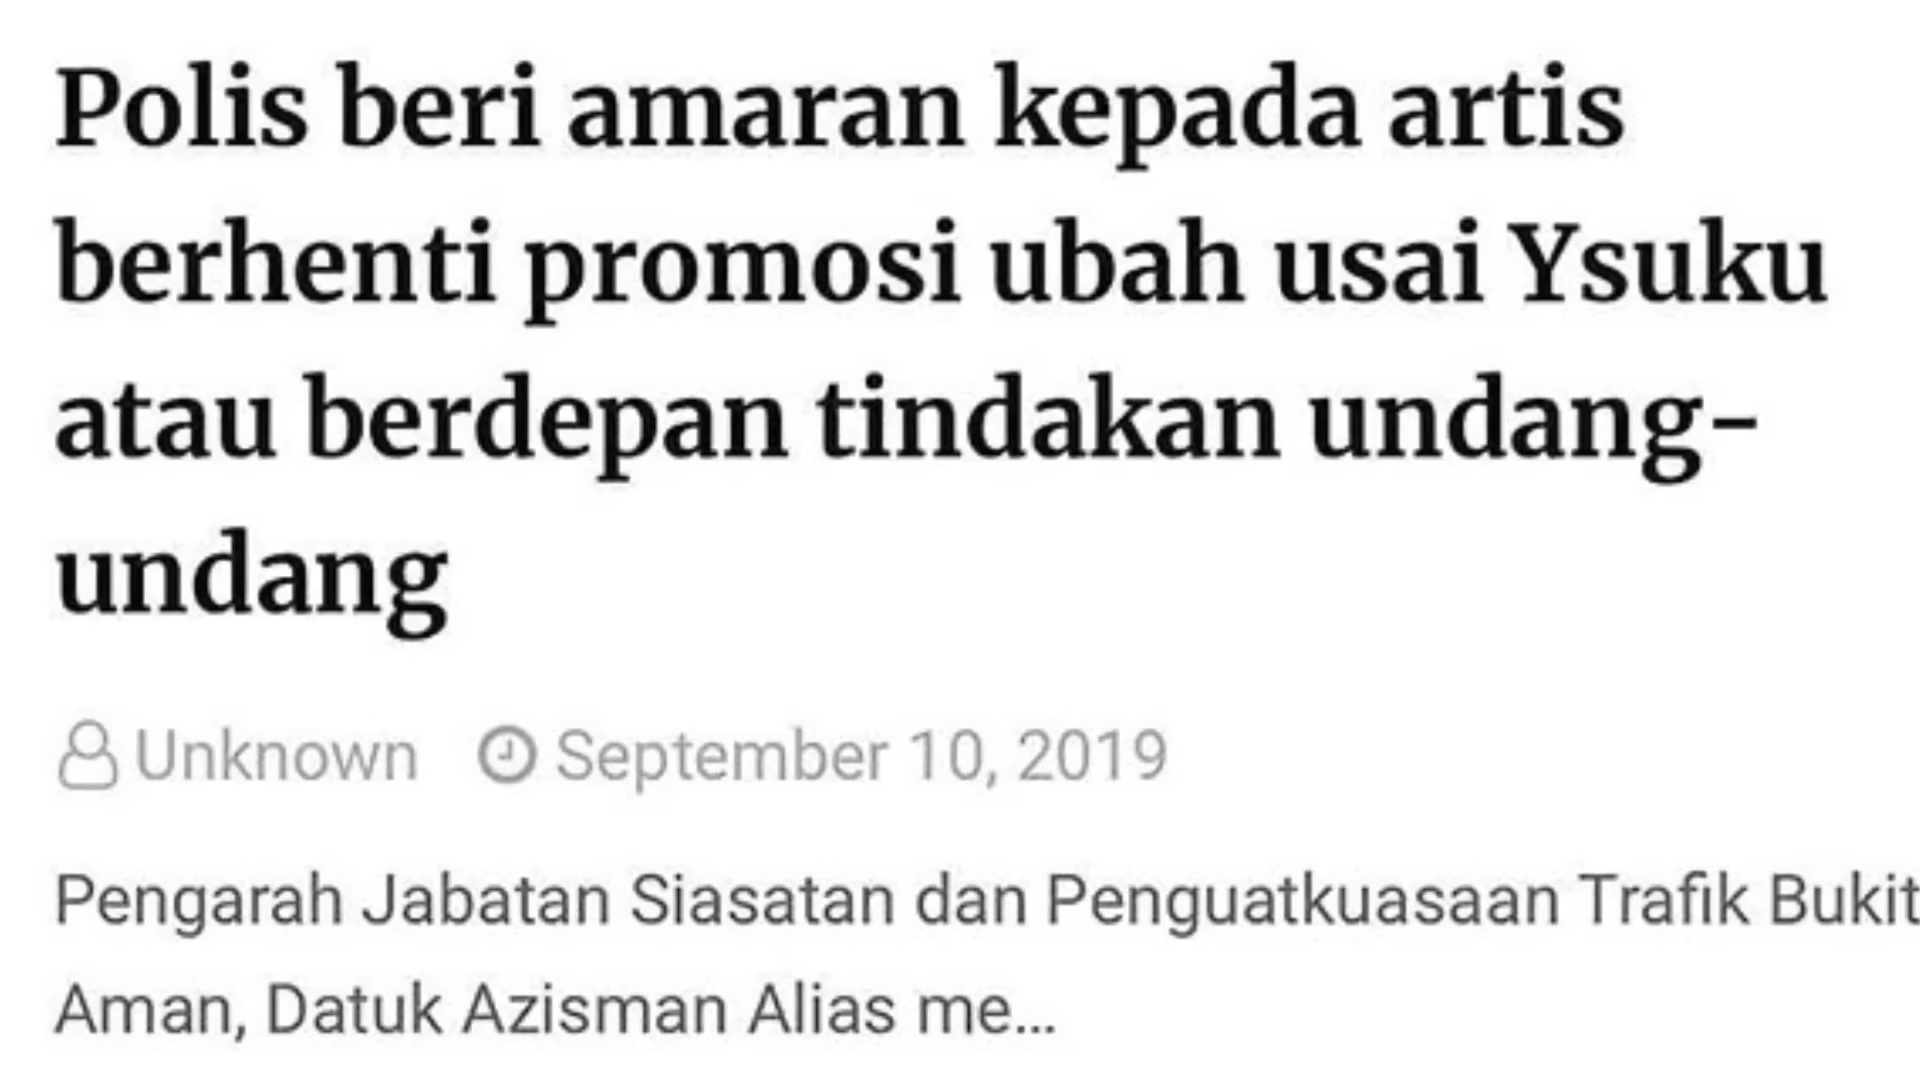 Polis beri amaran kepada artis
berhenti promosi ubah usai Ysuku
atau berdepan tindakan undang-
undang
Unknown September 10, 2019
Pengarah Jabatan Siasatan dan Penguatkuasaan Trafik Bukit
Aman, Datuk Azisman Alias me...